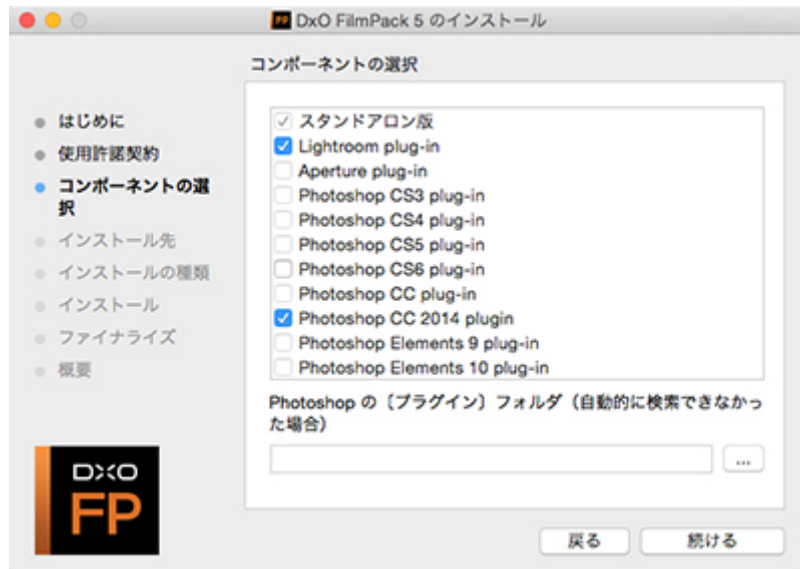 FP DxO FilmPack 5 のインストール
コンポーネントの選択
はじめに
使用許諾契約
コンポーネントの選
択
インストール先
インストールの種類
インストール
ファイナライズ
概要
スタンドアロン版
Lightroom plug-in
Aperture plug-in
Photoshop CS3 plug-in
Photoshop CS4 plug-in
Photoshop CS5 plug-in
Photoshop CS6 plug-in
Photoshop CC plug-in
Photoshop CC 2014 plugin
Photoshop Elements 9 plug-in
Photoshop Elements 10 plug-in
Photoshop の〔プラグイン〕フォルダ（自動的に検索できなかっ
た場合）
...
DXO
FP
戻る
続ける